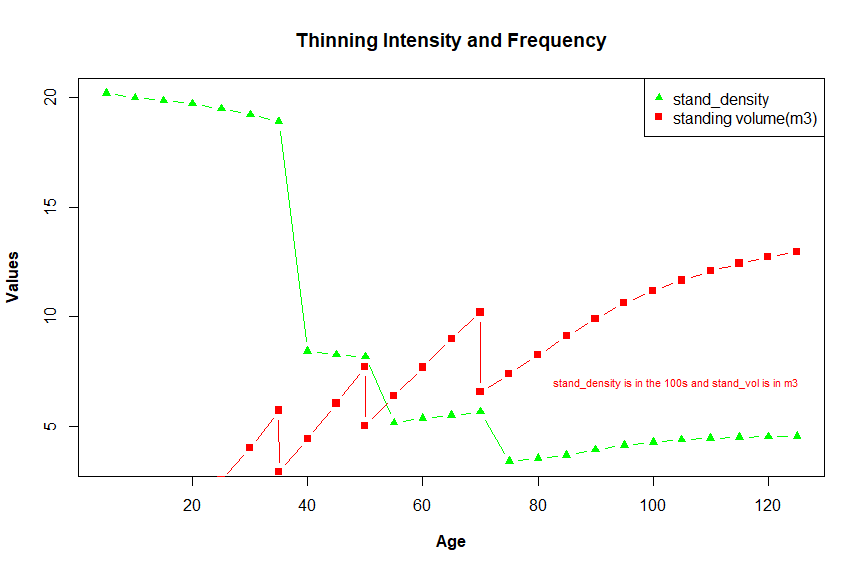 Thinning Intensity and Frequency
stand_density
standing volume(m3)
20
15
10
5
Values
stand_density is in the 100s and stand_vol is in m3
20 40 60 80 100 120
Age